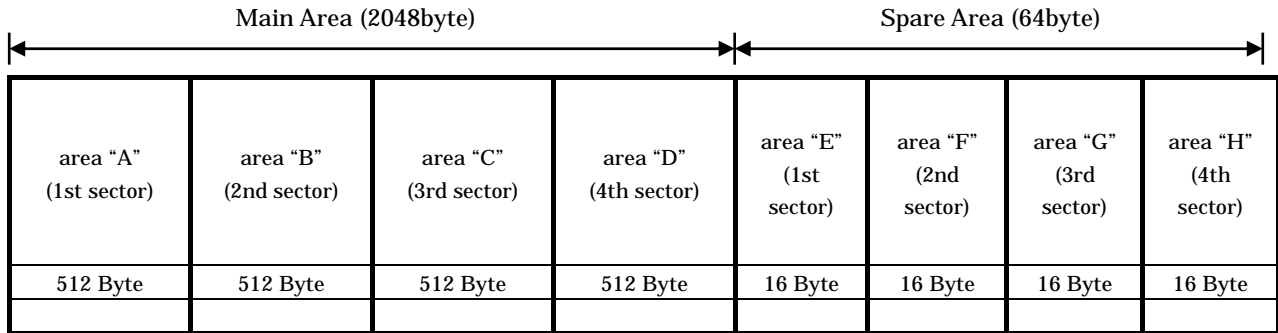 Main Area (2048byte) Spare Area (64byte)
area “A” area “B” area “C” area “D” area “E” area “F” area “G” area “H”
(1st sector) (2nd sector) (3rd sector) (4th sector) (1st sector) (2nd sector) (3rd sector) (4th sector)
512 Byte 512 Byte 512 Byte 512 Byte 16 Byte 16 Byte 16 Byte 16 Byte